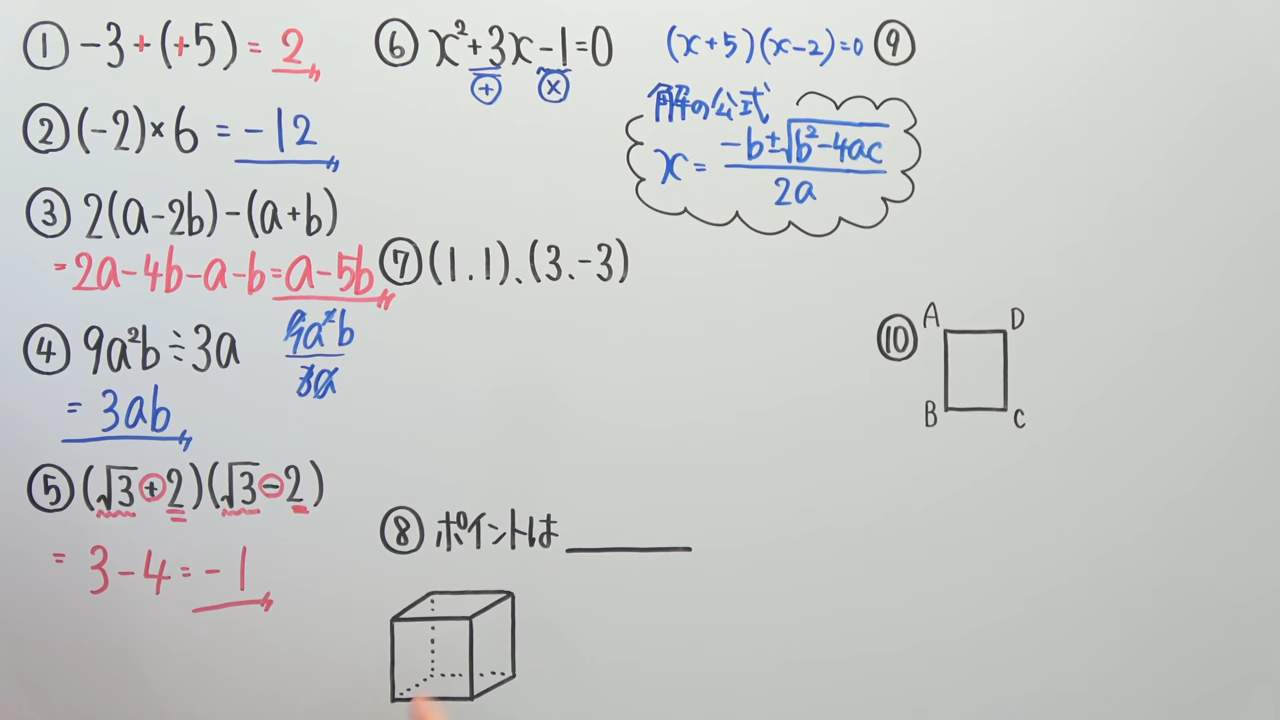 ① -3+(+5)=2
② (-2)×6=-12
③ 2(a-2b)-(a+b)
=2a-4b-a-b=a-5b
④ 9a²b÷3a
9a²b
3a
=3ab
⑤ (√3+2)(√3-2)
=3-4=-1
⑥ x²+3x-1=0
+ ×
(x+5)(x-2)=0
解の公式
x=
-b±√b²-4ac
2a
⑦ (1.1)、(3.-3)
⑧ ポイントは
⑨
⑩
A D
B C